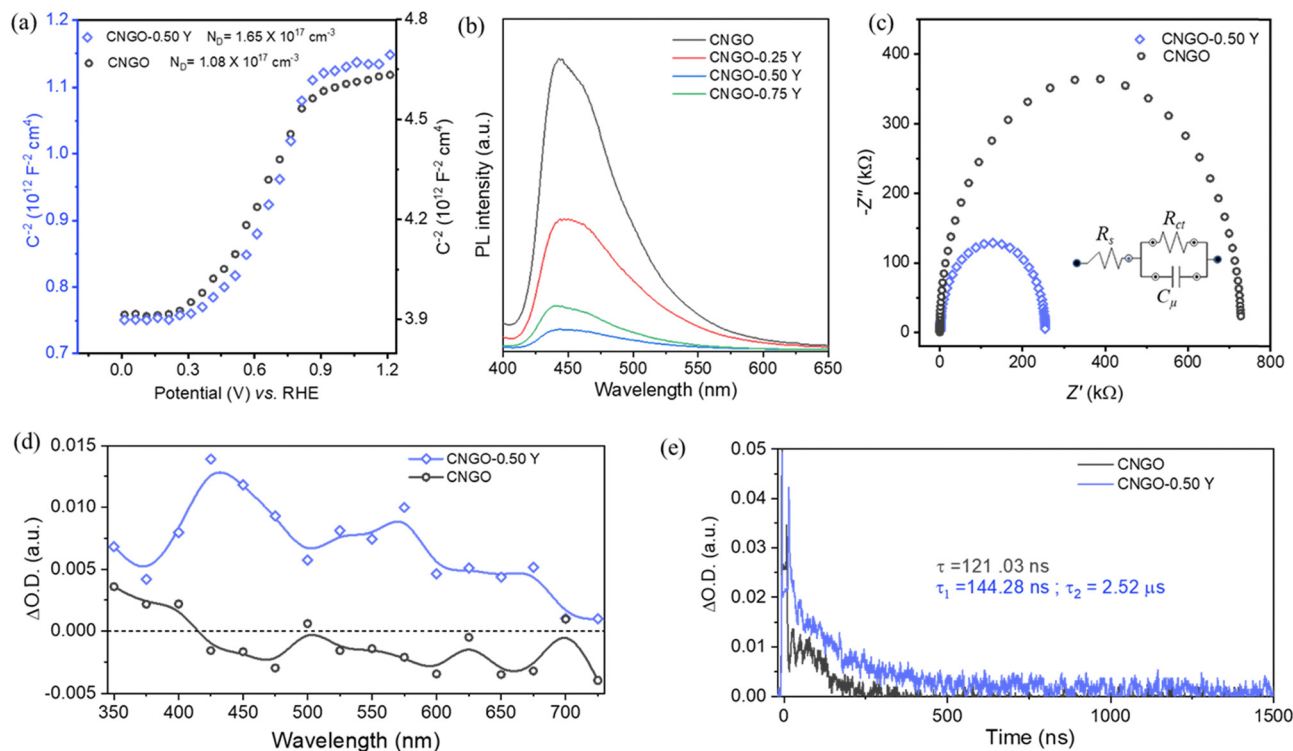 (a)
CNGO-0.50 Y N_D = 1.65 X 10^17 cm^-3
CNGO N_D = 1.08 X 10^17 cm^-3
C^-2 (10^12 F^-2 cm^4)
1.2
1.1
1.0
0.9
0.8
0.7
4.8
4.5
4.2
3.9
C^-2 (10^12 F^-2 cm^4)
0.0 0.3 0.6 0.9 1.2
Potential (V) vs. RHE
(b)
CNGO
CNGO-0.25 Y
CNGO-0.50 Y
CNGO-0.75 Y
PL intensity (a.u.)
400 450 500 550 600 650
Wavelength (nm)
(c)
CNGO-0.50 Y
CNGO
-Z″ (kΩ)
400
300
200
100
0
R_s
R_ct
C_μ
0 200 400 600 800
Z′ (kΩ)
(d)
CNGO-0.50 Y
CNGO
ΔO.D. (a.u.)
0.015
0.010
0.005
0.000
-0.005
350 400 450 500 550 600 650 700
Wavelength (nm)
(e)
CNGO
CNGO-0.50 Y
τ =121 .03 ns
τ_1 =144.28 ns ; τ_2 = 2.52 μs
ΔO.D. (a.u.)
0.05
0.04
0.03
0.02
0.01
0.00
0 500 1000 1500
Time (ns)